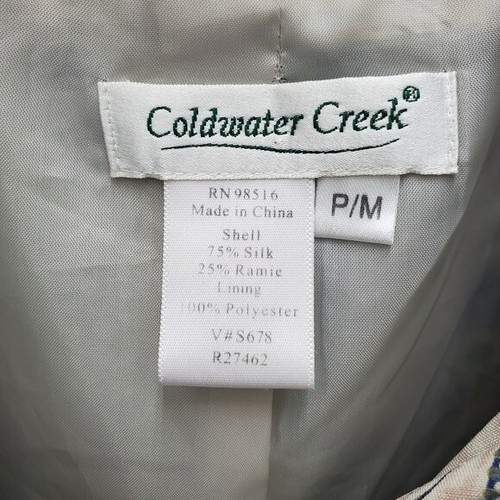 Coldwater Creek®
P/M
RN 98516
Made in China
Shell
75% Silk
25% Ramie
Lining
100% Polyester
V#S678
R27462